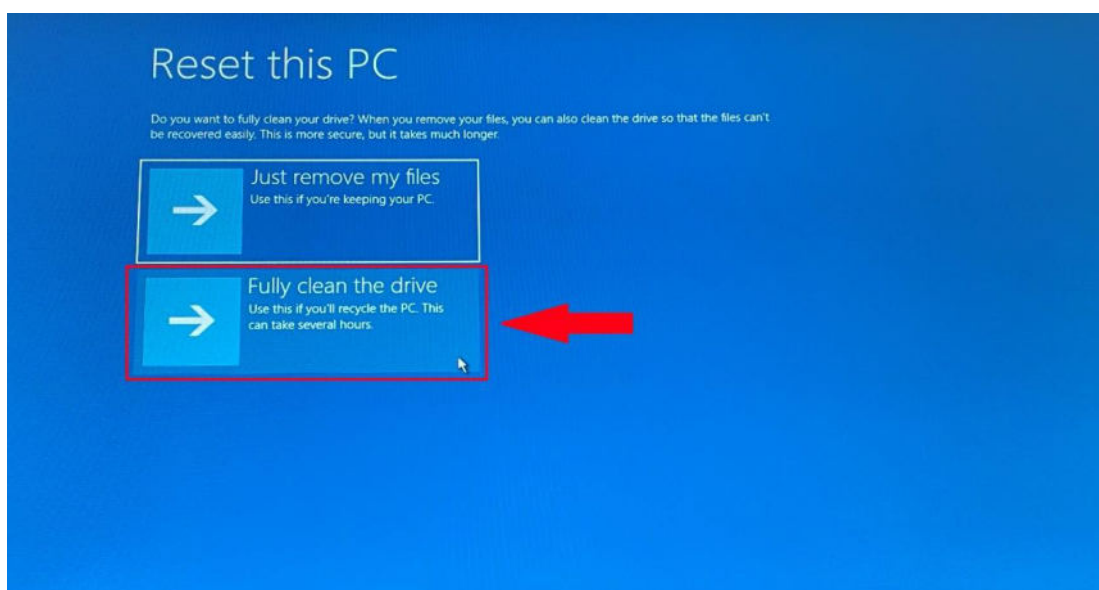 Reset this PC
Do you want to fully clean your drive? When you remove your files, you can also clean the drive so that the files can't
be recovered easily. This is more secure, but it takes much longer.
Just remove my files
Use this if you're keeping your PC.
Fully clean the drive
Use this if you'll recycle the PC. This
can take several hours.